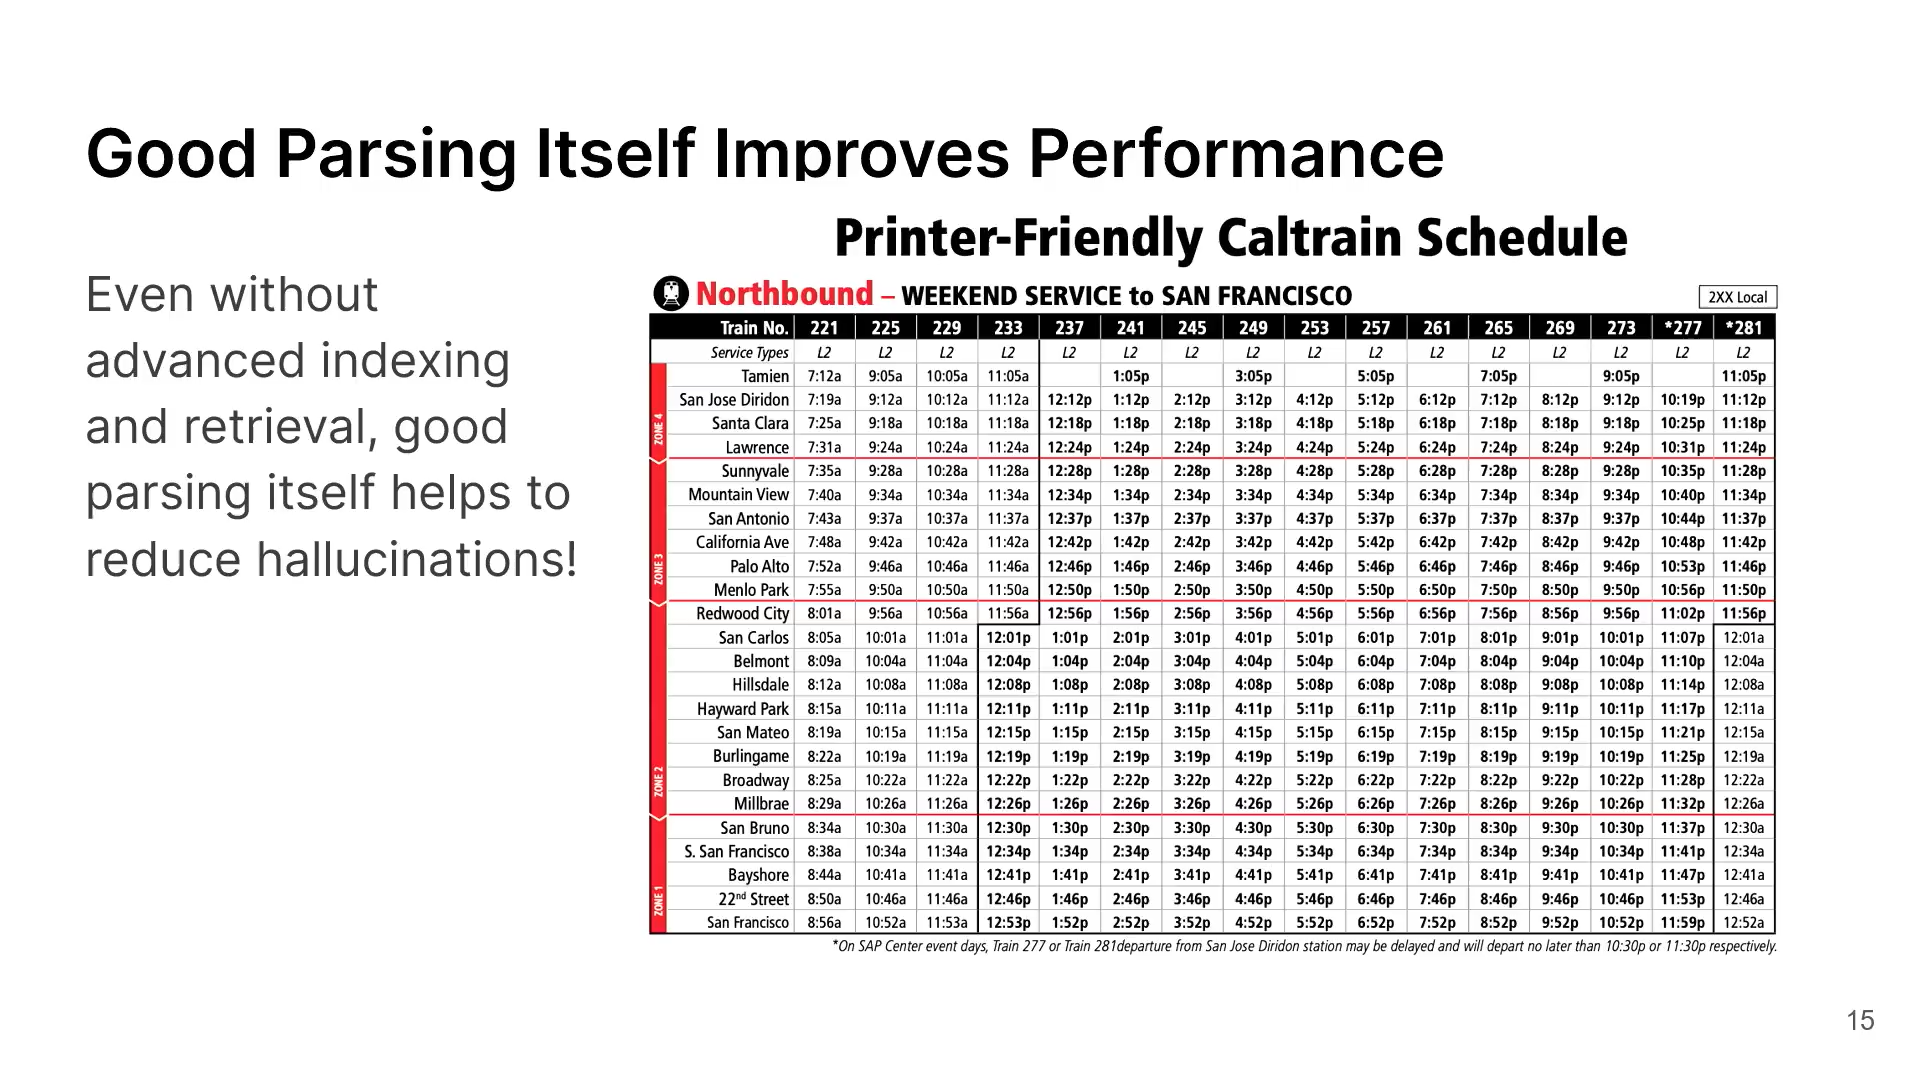 Good Parsing Itself Improves Performance
Even without
advanced indexing
and retrieval, good
parsing itself helps to
reduce hallucinations!
Printer-Friendly Caltrain Schedule
Northbound – WEEKEND SERVICE to SAN FRANCISCO
2XX Local
Train No. 221 225 229 233 237 241 245 249 253 257 261 265 269 273 *277 *281
Service Types L2 L2 L2 L2 L2 L2 L2 L2 L2 L2 L2 L2 L2 L2 L2 L2
ZONE 4
Tamien 7:12a 9:05a 10:05a 11:05a 1:05p 3:05p 5:05p 7:05p 9:05p 11:05p
San Jose Diridon 7:19a 9:12a 10:12a 11:12a 12:12p 1:12p 2:12p 3:12p 4:12p 5:12p 6:12p 7:12p 8:12p 9:12p 10:19p 11:12p
Santa Clara 7:25a 9:18a 10:18a 11:18a 12:18p 1:18p 2:18p 3:18p 4:18p 5:18p 6:18p 7:18p 8:18p 9:18p 10:25p 11:18p
Lawrence 7:31a 9:24a 10:24a 11:24a 12:24p 1:24p 2:24p 3:24p 4:24p 5:24p 6:24p 7:24p 8:24p 9:24p 10:31p 11:24p
ZONE 3
Sunnyvale 7:35a 9:28a 10:28a 11:28a 12:28p 1:28p 2:28p 3:28p 4:28p 5:28p 6:28p 7:28p 8:28p 9:28p 10:35p 11:28p
Mountain View 7:40a 9:34a 10:34a 11:34a 12:34p 1:34p 2:34p 3:34p 4:34p 5:34p 6:34p 7:34p 8:34p 9:34p 10:40p 11:34p
San Antonio 7:43a 9:37a 10:37a 11:37a 12:37p 1:37p 2:37p 3:37p 4:37p 5:37p 6:37p 7:37p 8:37p 9:37p 10:44p 11:37p
California Ave 7:48a 9:42a 10:42a 11:42a 12:42p 1:42p 2:42p 3:42p 4:42p 5:42p 6:42p 7:42p 8:42p 9:42p 10:48p 11:42p
Palo Alto 7:52a 9:46a 10:46a 11:46a 12:46p 1:46p 2:46p 3:46p 4:46p 5:46p 6:46p 7:46p 8:46p 9:46p 10:53p 11:46p
Menlo Park 7:55a 9:50a 10:50a 11:50a 12:50p 1:50p 2:50p 3:50p 4:50p 5:50p 6:50p 7:50p 8:50p 9:50p 10:56p 11:50p
ZONE 2
Redwood City 8:01a 9:56a 10:56a 11:56a 12:56p 1:56p 2:56p 3:56p 4:56p 5:56p 6:56p 7:56p 8:56p 9:56p 11:02p 11:56p
San Carlos 8:05a 10:01a 11:01a 12:01p 1:01p 2:01p 3:01p 4:01p 5:01p 6:01p 7:01p 8:01p 9:01p 10:01p 11:07p 12:01a
Belmont 8:09a 10:04a 11:04a 12:04p 1:04p 2:04p 3:04p 4:04p 5:04p 6:04p 7:04p 8:04p 9:04p 10:04p 11:10p 12:04a
Hillsdale 8:12a 10:08a 11:08a 12:08p 1:08p 2:08p 3:08p 4:08p 5:08p 6:08p 7:08p 8:08p 9:08p 10:08p 11:14p 12:08a
Hayward Park 8:15a 10:11a 11:11a 12:11p 1:11p 2:11p 3:11p 4:11p 5:11p 6:11p 7:11p 8:11p 9:11p 10:11p 11:17p 12:11a
San Mateo 8:19a 10:15a 11:15a 12:15p 1:15p 2:15p 3:15p 4:15p 5:15p 6:15p 7:15p 8:15p 9:15p 10:15p 11:21p 12:15a
Burlingame 8:22a 10:19a 11:19a 12:19p 1:19p 2:19p 3:19p 4:19p 5:19p 6:19p 7:19p 8:19p 9:19p 10:19p 11:25p 12:19a
Broadway 8:25a 10:22a 11:22a 12:22p 1:22p 2:22p 3:22p 4:22p 5:22p 6:22p 7:22p 8:22p 9:22p 10:22p 11:28p 12:22a
Millbrae 8:29a 10:26a 11:26a 12:26p 1:26p 2:26p 3:26p 4:26p 5:26p 6:26p 7:26p 8:26p 9:26p 10:26p 11:32p 12:26a
ZONE 1
San Bruno 8:34a 10:30a 11:30a 12:30p 1:30p 2:30p 3:30p 4:30p 5:30p 6:30p 7:30p 8:30p 9:30p 10:30p 11:37p 12:30a
S. San Francisco 8:38a 10:34a 11:34a 12:34p 1:34p 2:34p 3:34p 4:34p 5:34p 6:34p 7:34p 8:34p 9:34p 10:34p 11:41p 12:34a
Bayshore 8:44a 10:41a 11:41a 12:41p 1:41p 2:41p 3:41p 4:41p 5:41p 6:41p 7:41p 8:41p 9:41p 10:41p 11:47p 12:41a
22nd Street 8:50a 10:46a 11:46a 12:46p 1:46p 2:46p 3:46p 4:46p 5:46p 6:46p 7:46p 8:46p 9:46p 10:46p 11:53p 12:46a
San Francisco 8:56a 10:52a 11:53a 12:53p 1:52p 2:52p 3:52p 4:52p 5:52p 6:52p 7:52p 8:52p 9:52p 10:52p 11:59p 12:52a
*On SAP Center event days, Train 277 or Train 281departure from San Jose Diridon station may be delayed and will depart no later than 10:30p or 11:30p respectively.
15